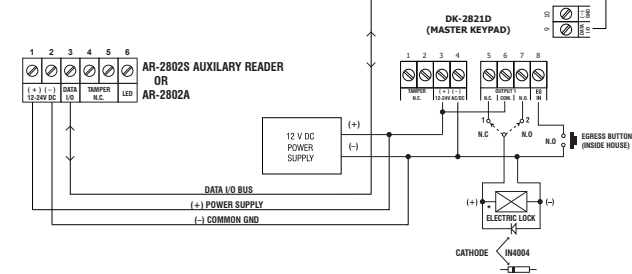 DK-2821D
(MASTER KEYPAD)
10 (–) GND
9 DATA I/O
1 2 3 4 5 6
( + ) ( – ) DATA TAMPER LED
12-24V DC I/O N.C.
AR-2802S AUXILARY READER
OR
AR-2802A
1 2 3 4 5 6 7 8
TAMPER ( + ) ( – ) OUTPUT 1 EG
N.C. 12-24V AC/DC N.C. COM. N.O. IN
12 V DC
POWER
SUPPLY
(+)
(–)
1 2
N.C N.O
N.O
EGRESS BUTTON
(INSIDE HOUSE)
DATA I/O BUS
(+) POWER SUPPLY
(–) COMMON GND
(+) * (–)
ELECTRIC LOCK
CATHODE IN4004